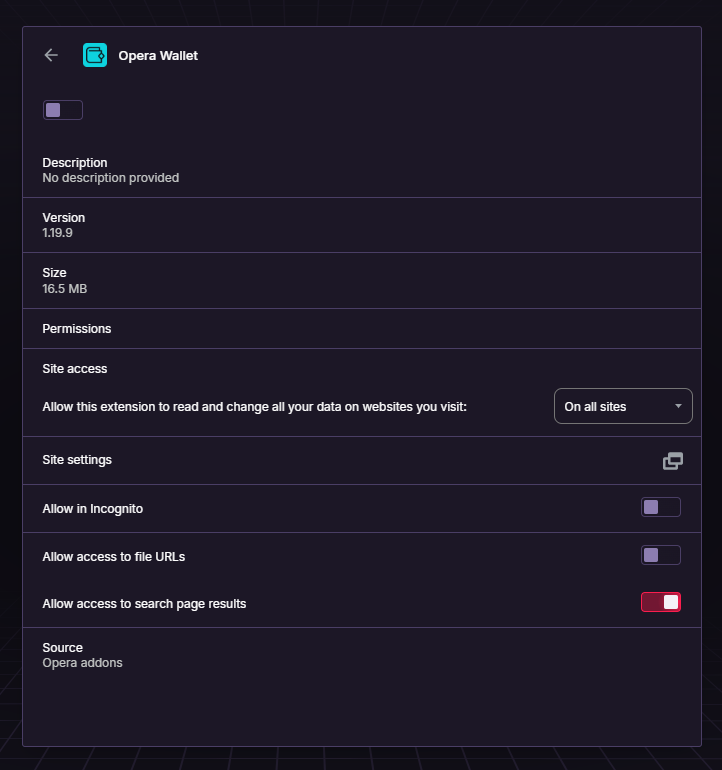 Opera Wallet
Description
No description provided
Version
1.19.9
Size
16.5 MB
Permissions
Site access
Allow this extension to read and change all your data on websites you visit:
On all sites
Site settings
Allow in Incognito
Allow access to file URLs
Allow access to search page results
Source
Opera addons